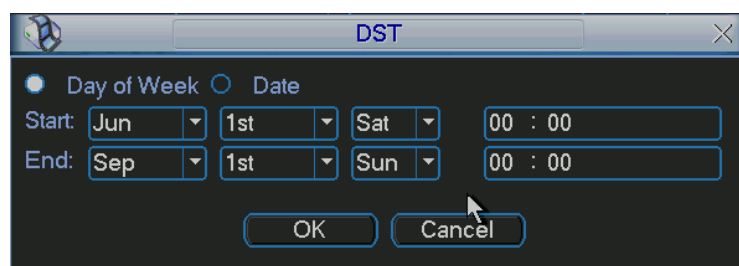 DST
Day of Week Date
Start: Jun 1st Sat 00 : 00
End: Sep 1st Sun 00 : 00
OK Cancel